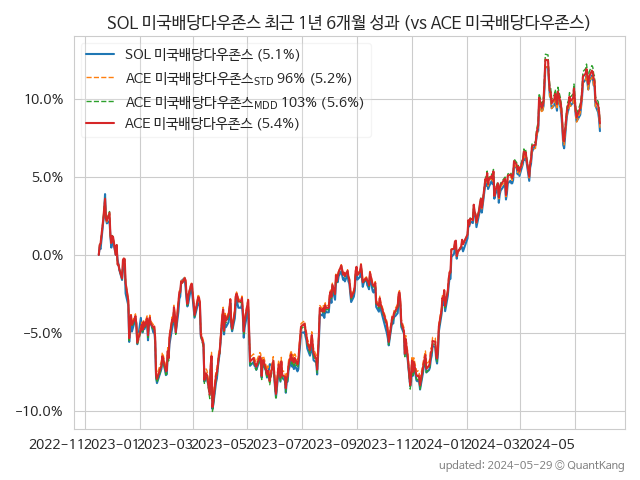 SOL 미국배당다우존스 최근 1년 6개월 성과 (vs ACE 미국배당다우존스)
SOL 미국배당다우존스 (5.1%)
ACE 미국배당다우존스STD 96% (5.2%)
ACE 미국배당다우존스MDD 103% (5.6%)
ACE 미국배당다우존스 (5.4%)
10.0%
5.0%
0.0%
−5.0%
−10.0%
2022-11 2023-01 2023-03 2023-05 2023-07 2023-09 2023-11 2024-01 2024-03 2024-05
updated: 2024-05-29 © QuantKang